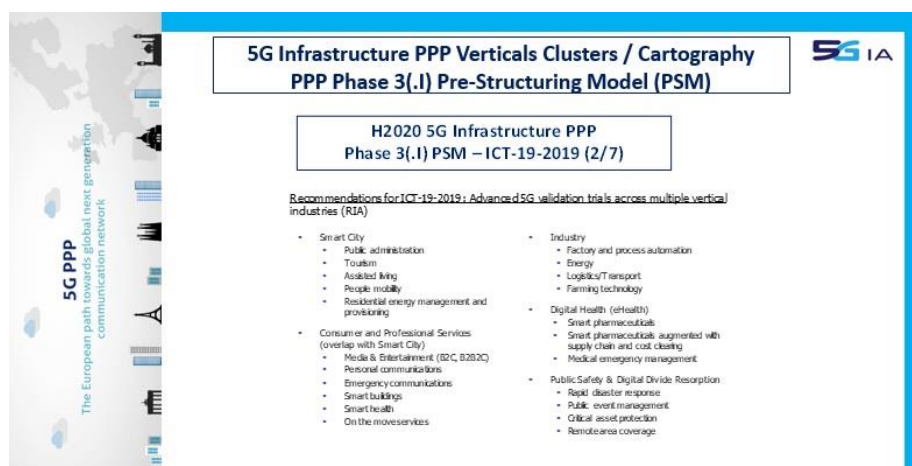 5G Infrastructure PPP Verticals Clusters / Cartography
PPP Phase 3(.I) Pre-Structuring Model (PSM)
5G IA
H2020 5G Infrastructure PPP
Phase 3(.I) PSM – ICT-19-2019 (2/7)
Recommendations for ICT-19-2019: Advanced 5G validation trials across multiple vertical
industries (RIA)
• Smart City
• Public administration
• Tourism
• Assisted living
• People mobility
• Residential energy management and
provisioning
• Consumer and Professional Services
(overlap with Smart City)
• Media & Entertainment (B2C, B2B2C)
• Personal communications
• Emergency communications
• Smart buildings
• Smart health
• On the move services
• Industry
• Factory and process automation
• Energy
• Logistics/Transport
• Farming technology
• Digital Health (eHealth)
• Smart pharmaceuticals
• Smart pharmaceuticals augmented with
supply chain and cost clearing
• Medical emergency management
• Public Safety & Digital Divide Resorption
• Rapid disaster response
• Public event management
• Critical asset protection
• Remote area coverage
5G PPP
The European path towards global next generation
communication network